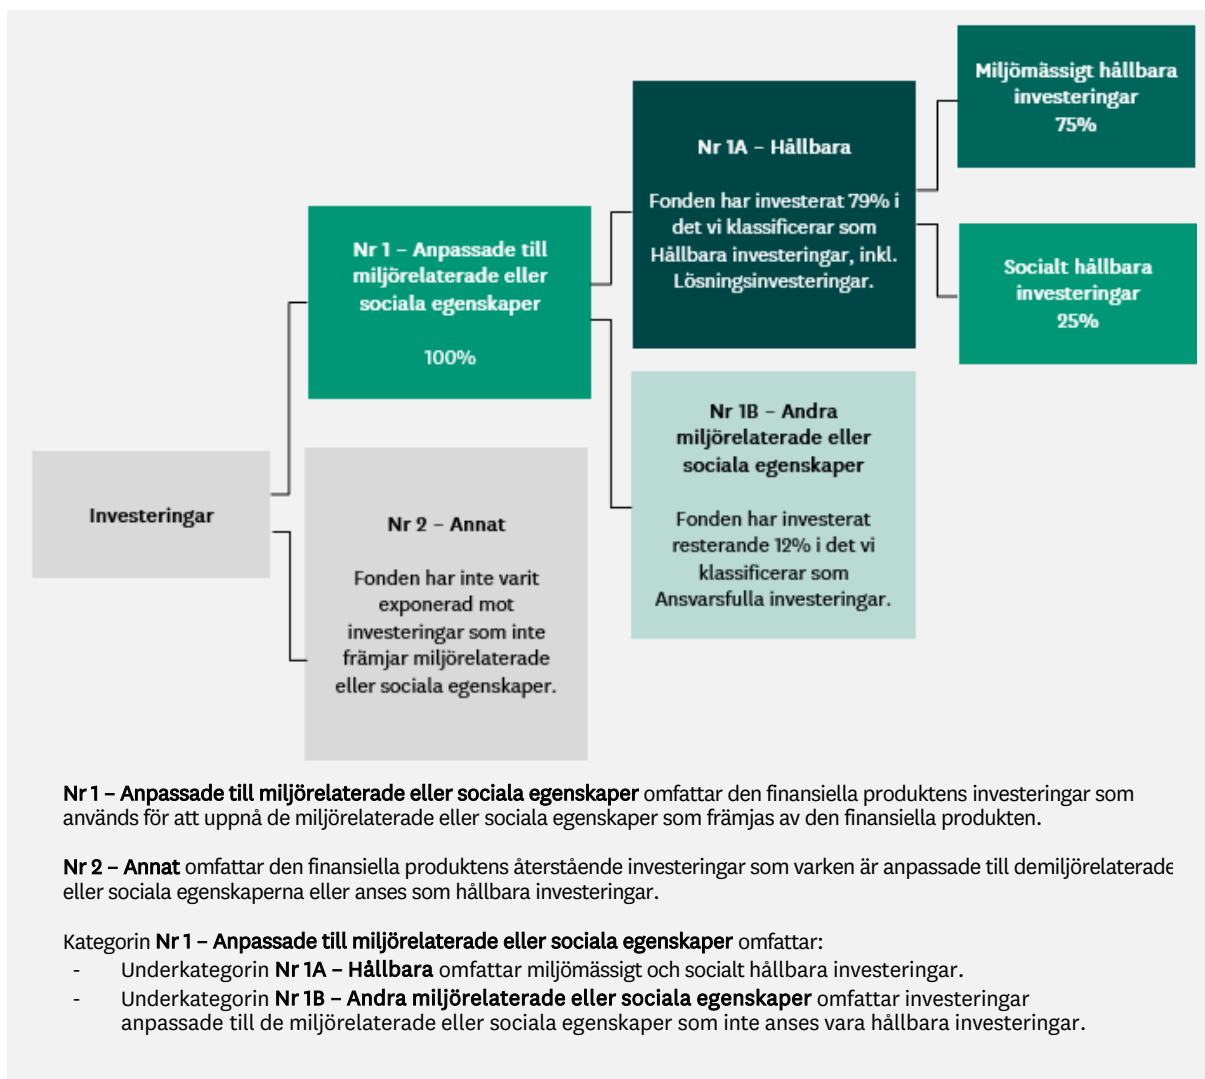 Miljömässigt hållbara
investeringar
75%
Nr 1A – Hållbara
Fonden har investerat 79% i
det vi klassificerar som
Hållbara investeringar, inkl.
Lösningsinvesteringar.
Nr 1 – Anpassade till
miljörelaterade eller
sociala egenskaper
100%
Socialt hållbara
investeringar
25%
Nr 1B – Andra
miljörelaterade eller
sociala egenskaper
Fonden har investerat
resterande 12% i det vi
klassificerar som
Ansvarsfulla investeringar.
Investeringar
Nr 2 – Annat
Fonden har inte varit
exponerad mot
investeringar som inte
främjar miljörelaterade
eller sociala egenskaper.
Nr 1 – Anpassade till miljörelaterade eller sociala egenskaper omfattar den finansiella produktens investeringar som
används för att uppnå de miljörelaterade eller sociala egenskaper som främjas av den finansiella produkten.
Nr 2 – Annat omfattar den finansiella produktens återstående investeringar som varken är anpassade till demiljörelaterade
eller sociala egenskaperna eller anses som hållbara investeringar.
Kategorin Nr 1 – Anpassade till miljörelaterade eller sociala egenskaper omfattar:
- Underkategorin Nr 1A – Hållbara omfattar miljömässigt och socialt hållbara investeringar.
- Underkategorin Nr 1B – Andra miljörelaterade eller sociala egenskaper omfattar investeringar
anpassade till de miljörelaterade eller sociala egenskaper som inte anses vara hållbara investeringar.